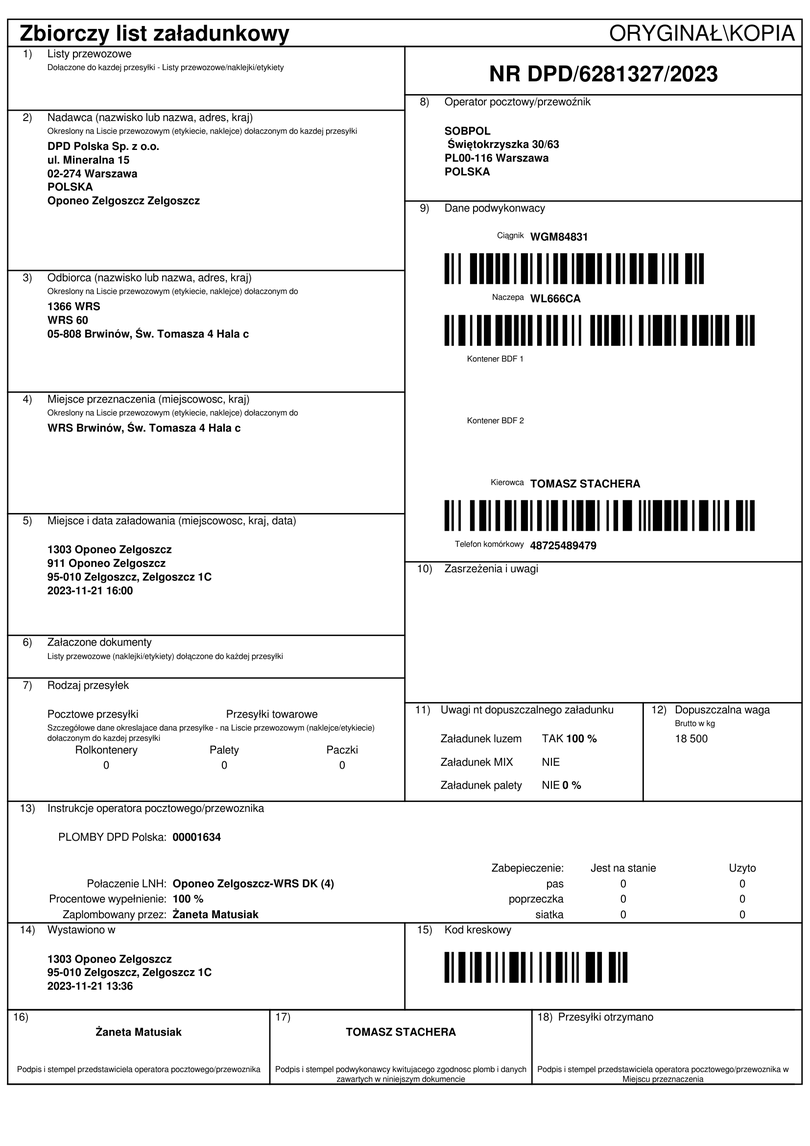 Zbiorczy list załadunkowy
ORYGINAŁ\KOPIA
1) Listy przewozowe
Dołaczone do kazdej przesyłki - Listy przewozowe/naklejki/etykiety
NR DPD/6281327/2023
2) Nadawca (nazwisko lub nazwa, adres, kraj)
Okreslony na Liscie przewozowym (etykiecie, naklejce) dołaczonym do kazdej przesyłki
DPD Polska Sp. z o.o.
ul. Mineralna 15
02-274 Warszawa
POLSKA
Oponeo Zelgoszcz Zelgoszcz
8) Operator pocztowy/przewoźnik
SOBPOL
Świętokrzyszka 30/63
PL00-116 Warszawa
POLSKA
9) Dane podwykonwacy
Ciągnik WGM84831
Naczepa WL666CA
Kontener BDF 1
Kontener BDF 2
Kierowca TOMASZ STACHERA
Telefon komórkowy 48725489479
3) Odbiorca (nazwisko lub nazwa, adres, kraj)
Okreslony na Liscie przewozowym (etykiecie, naklejce) dołaczonym do
1366 WRS
WRS 60
05-808 Brwinów, Św. Tomasza 4 Hala c
4) Miejsce przeznaczenia (miejscowosc, kraj)
Okreslony na Liscie przewozowym (etykiecie, naklejce) dołaczonym do
WRS Brwinów, Św. Tomasza 4 Hala c
5) Miejsce i data załadowania (miejscowosc, kraj, data)
1303 Oponeo Zelgoszcz
911 Oponeo Zelgoszcz
95-010 Zelgoszcz, Zelgoszcz 1C
2023-11-21 16:00
10) Zasrzeżenia i uwagi
6) Załaczone dokumenty
Listy przewozowe (naklejki/etykiety) dołączone do każdej przesyłki
7) Rodzaj przesyłek
Pocztowe przesyłki Przesyłki towarowe
Szczegółowe dane okreslajace dana przesyłke - na Liscie przewozowym (naklejce/etykiecie)
dołaczonym do kazdej przesyłki
Rolkontenery Palety Paczki
0 0 0
11) Uwagi nt dopuszczalnego załadunku
Załadunek luzem TAK 100 %
Załadunek MIX NIE
Załadunek palety NIE 0 %
12) Dopuszczalna waga
Brutto w kg
18 500
13) Instrukcje operatora pocztowego/przewoznika
PLOMBY DPD Polska: 00001634
Połaczenie LNH: Oponeo Zelgoszcz-WRS DK (4)
Procentowe wypełnienie: 100 %
Zaplombowany przez: Żaneta Matusiak
Zabepieczenie: Jest na stanie Uzyto
pas 0 0
poprzeczka 0 0
siatka 0 0
14) Wystawiono w
1303 Oponeo Zelgoszcz
95-010 Zelgoszcz, Zelgoszcz 1C
2023-11-21 13:36
15) Kod kreskowy
16)
Żaneta Matusiak
Podpis i stempel przedstawiciela operatora pocztowego/przewoznika
17)
TOMASZ STACHERA
Podpis i stempel podwykonawcy kwitujacego zgodnosc plomb i danych
zawartych w niniejszym dokumencie
18) Przesyłki otrzymano
Podpis i stempel przedstawiciela operatora pocztowego/przewoznika w
Miejscu przeznaczenia